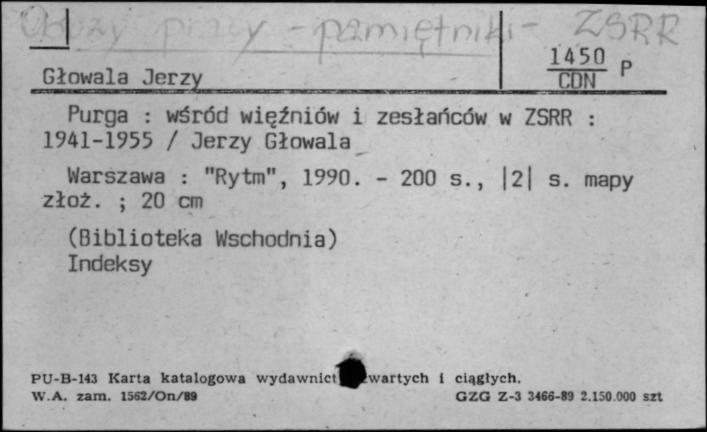 Obozy pracy - pamiętniki - ZSRR
1450 P
CDN
Głowala Jerzy
Purga : wśród więźniów i zesłańców w ZSRR :
1941-1955 / Jerzy Głowala
Warszawa : "Rytm", 1990. - 200 s., |2| s. mapy
złoż. ; 20 cm
(Biblioteka Wschodnia)
Indeksy
PU-B-143 Karta katalogowa wydawnict zwartych i ciągłych.
W.A. zam. 1562/On/89 GZG Z-3 3466-89 2.150.000 szt